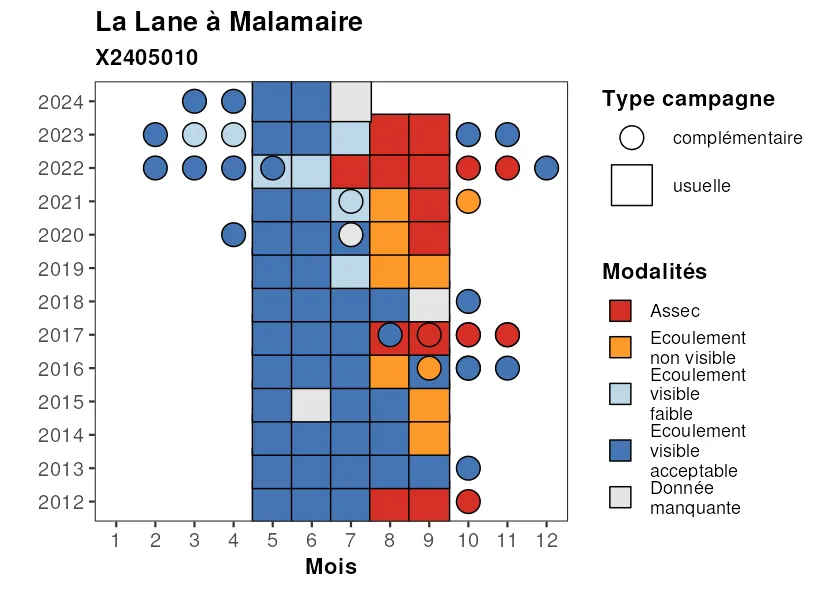 La Lane à Malamaire
X2405010
2024
2023
2022
2021
2020
2019
2018
2017
2016
2015
2014
2013
2012
1 2 3 4 5 6 7 8 9 10 11 12
Mois
Type campagne
complémentaire
usuelle
Modalités
Assec
Ecoulement
non visible
Ecoulement
visible
faible
Ecoulement
visible
acceptable
Donnée
manquante